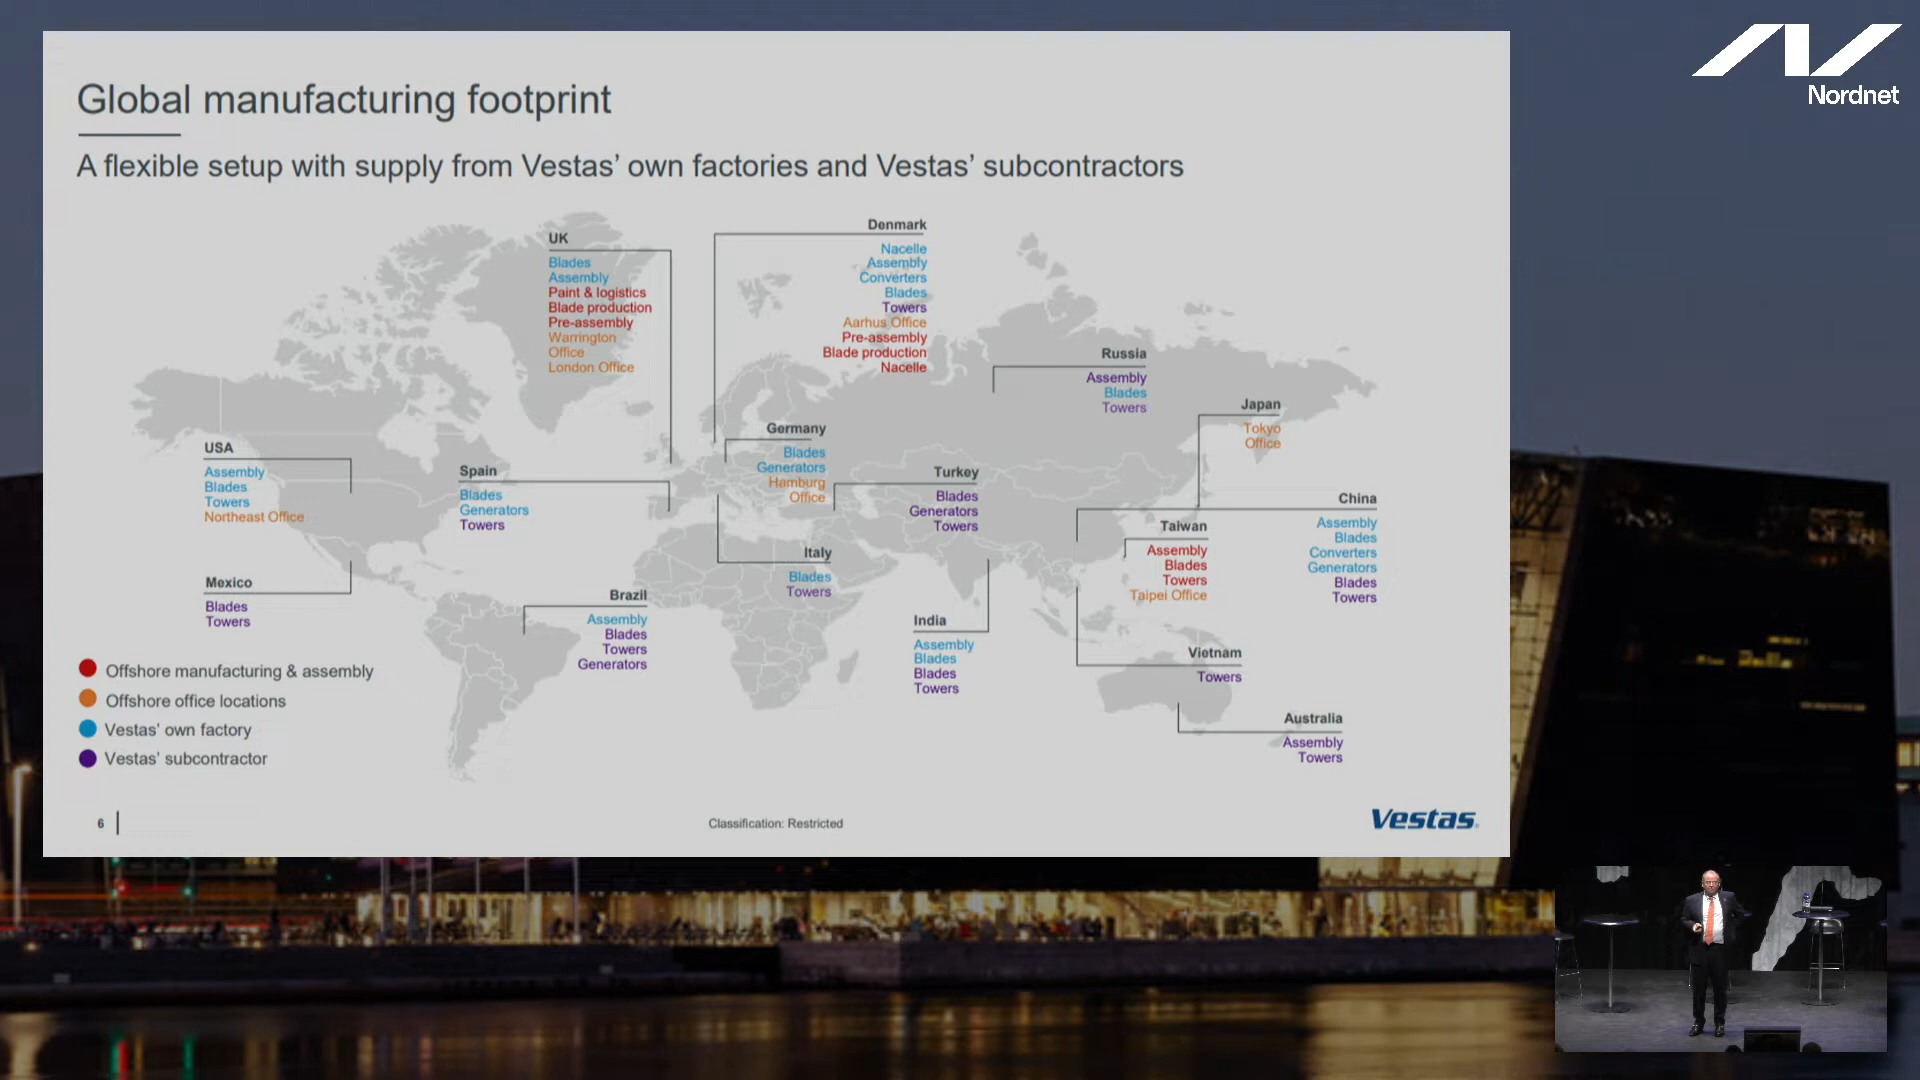 Nordnet
Global manufacturing footprint
A flexible setup with supply from Vestas’ own factories and Vestas’ subcontractors
UK
Blades
Assembly
Paint & logistics
Blade production
Pre-assembly
Warrington
Office
London Office
Denmark
Nacelle
Assembly
Converters
Blades
Towers
Aarhus Office
Pre-assembly
Blade production
Nacelle
Russia
Assembly
Blades
Towers
Japan
Tokyo
Office
USA
Assembly
Blades
Towers
Northeast Office
Spain
Blades
Generators
Towers
Germany
Blades
Generators
Hamburg
Office
Turkey
Blades
Generators
Towers
China
Assembly
Blades
Converters
Generators
Blades
Towers
Taiwan
Assembly
Blades
Towers
Taipei Office
Italy
Blades
Towers
Mexico
Blades
Towers
Brazil
Assembly
Blades
Towers
Generators
India
Assembly
Blades
Blades
Towers
Vietnam
Towers
Australia
Assembly
Towers
Offshore manufacturing & assembly
Offshore office locations
Vestas’ own factory
Vestas’ subcontractor
6
Classification: Restricted
Vestas